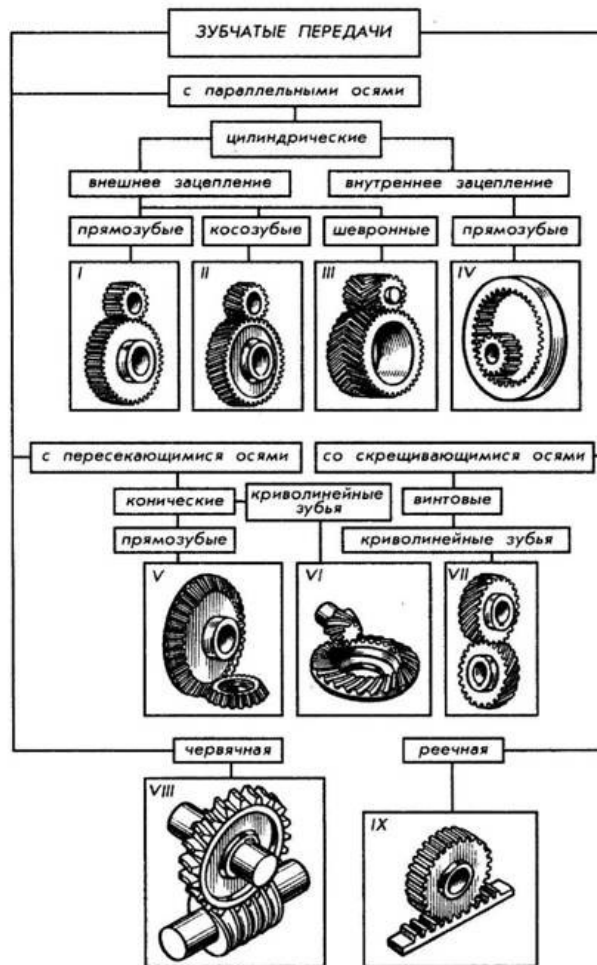 ЗУБЧАТЫЕ ПЕРЕДАЧИ
с параллельными осями
цилиндрические
внешнее зацепление
внутреннее зацепление
прямозубые
косозубые
шевронные
прямозубые
I
II
III
IV
с пересекающимися осями
со скрещивающимися осями
конические
криволинейные
зубья
винтовые
прямозубые
криволинейные зубья
V
VI
VII
червячная
реечная
VIII
IX